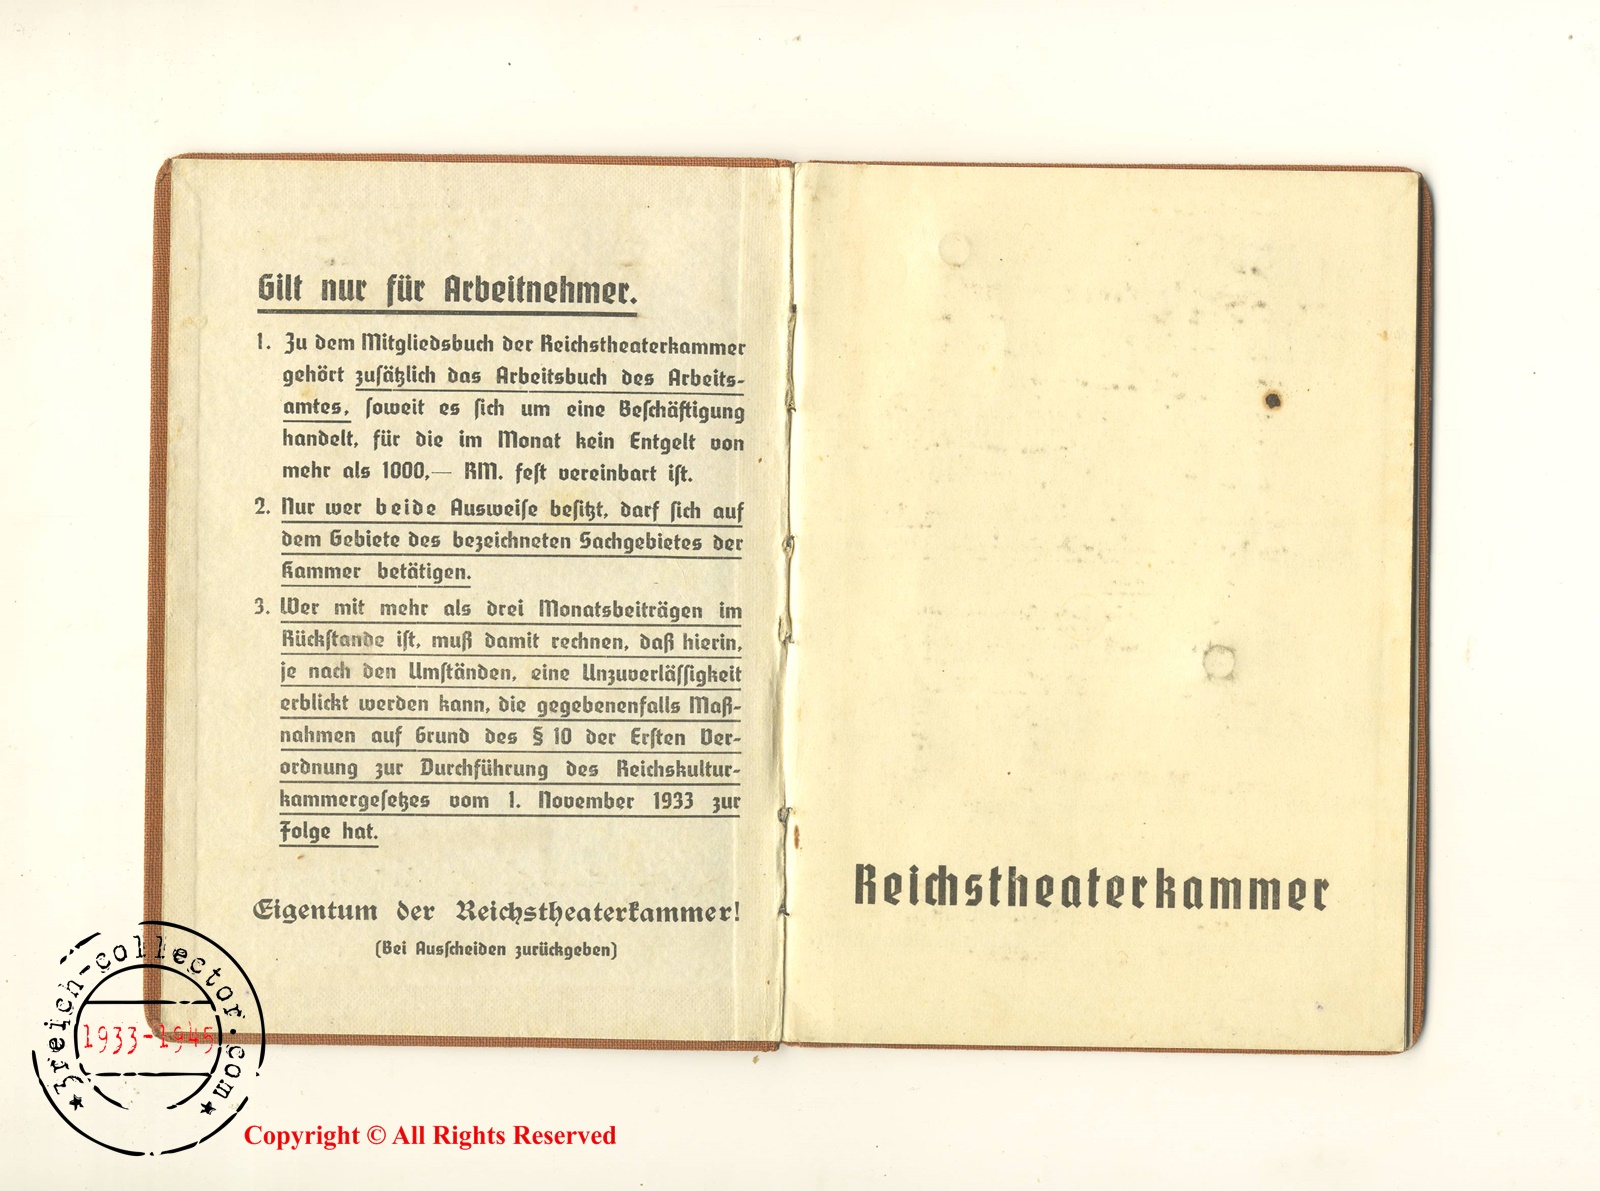 Gilt nur für Arbeitnehmer.
1. Zu dem Mitgliedsbuch der Reichstheaterkammer
gehört zusätzlich das Arbeitsbuch des Arbeits-
amtes, soweit es sich um eine Beschäftigung
handelt, für die im Monat kein Entgelt von
mehr als 1000,— RM. fest vereinbart ist.
2. Nur wer beide Ausweise besitzt, darf sich auf
dem Gebiete des bezeichneten Sachgebietes der
Kammer betätigen.
3. Wer mit mehr als drei Monatsbeiträgen im
Rückstande ist, muß damit rechnen, daß hierin,
je nach den Umständen, eine Unzuverlässigkeit
erblickt werden kann, die gegebenenfalls Maß-
nahmen auf Grund des § 10 der Ersten Ver-
ordnung zur Durchführung des Reichskultur-
kammergesetzes vom 1. November 1933 zur
Folge hat.
Eigentum der Reichstheaterkammer!
(Bei Ausscheiden zurückgeben)
Reichstheaterkammer
3reich-collector.com
1933-1945
Copyright © All Rights Reserved